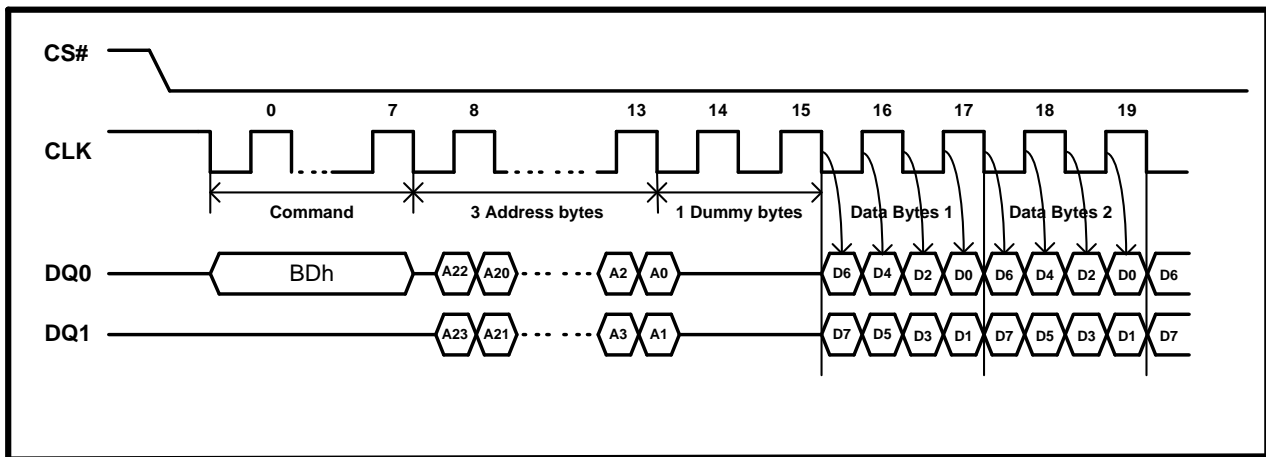 CS#
0 7 8 13 14 15 16 17 18 19
CLK
Command 3 Address bytes 1 Dummy bytes Data Bytes 1 Data Bytes 2
DQ0 BDh A22 A20 A2 A0 D6 D4 D2 D0 D6 D4 D2 D0 D6
DQ1 A23 A21 A3 A1 D7 D5 D3 D1 D7 D5 D3 D1 D7